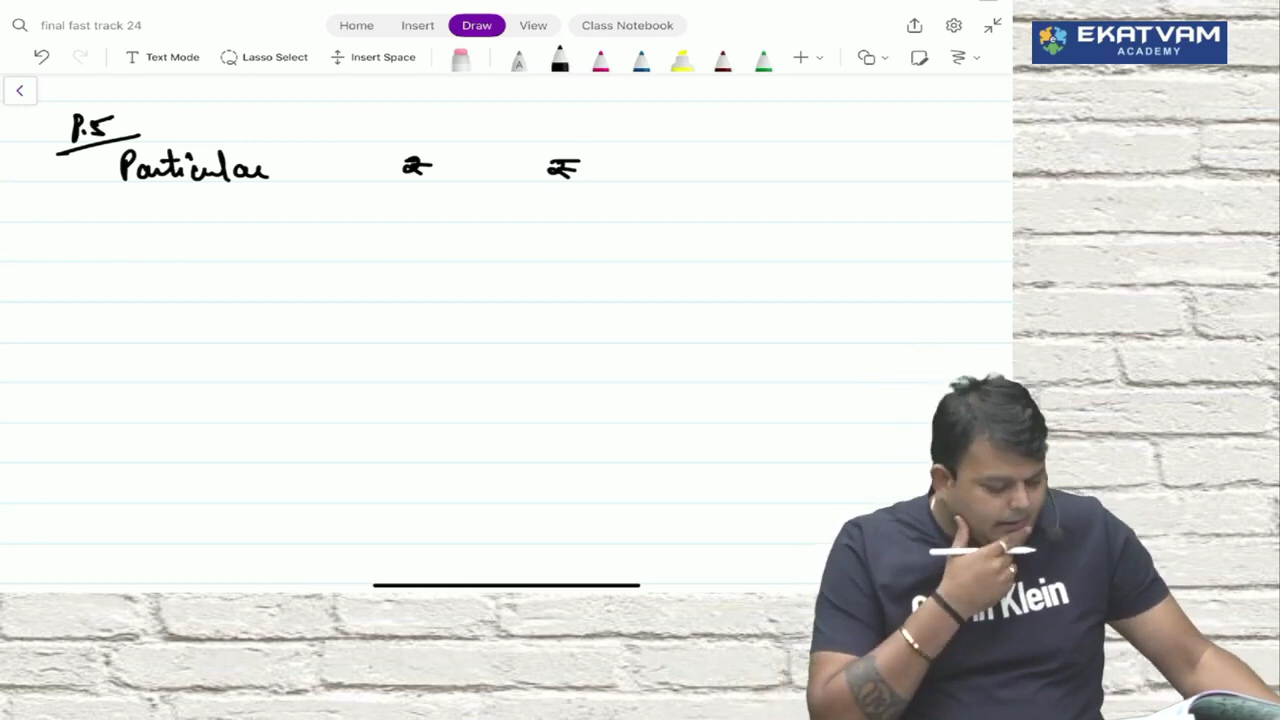 final fast track 24
Home Insert Draw View Class Notebook
Text Mode Lasso Select Insert Space
EKATVAM
ACADEMY
P.5
Particular ₹ ₹
Klein